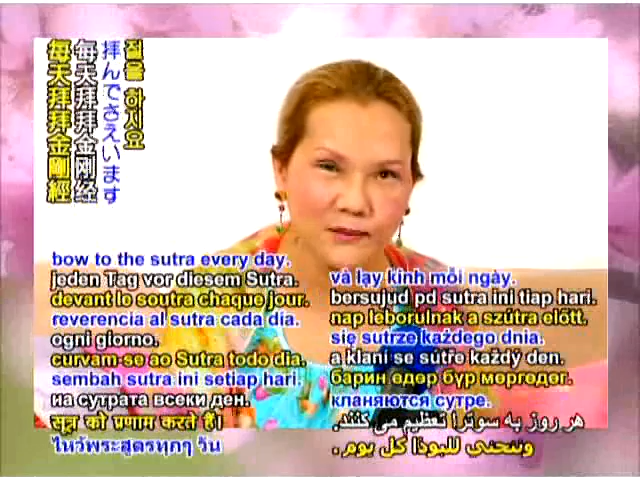 절을 하지요
拝んでさえいます
每天拜拜金剛经
每天拜拜金剛經
bow to the sutra every day.
jeden Tag vor diesem Sutra.
devant le soutra chaque jour.
reverencia al sutra cada día.
ogni giorno.
curvam-se ao Sutra todo dia.
sembah sutra ini setiap hari.
на сутрата всеки ден.
सूत्र को प्रणाम करते हैं।
ไหว้พระสูตรทุกๆ วัน
và lạy kinh mỗi ngày.
bersujud pd sutra ini tiap hari.
nap leborulnak a szútra előtt.
się sutrze każdego dnia.
a klaní se sútře každý den.
барин өдөр бүр мөргөдөг.
кланяются сутре.
هر روز به سوترا تعظیم می کنند.
وننحني للبوذا كل يوم.